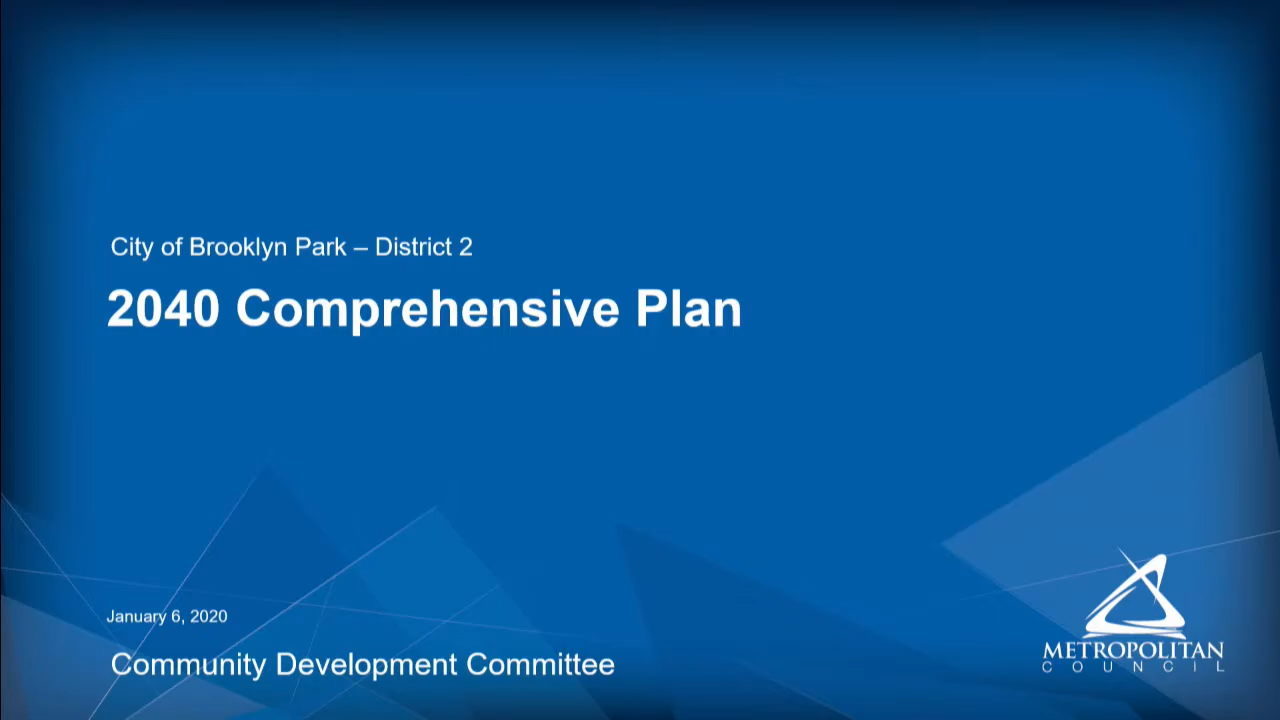 City of Brooklyn Park – District 2
2040 Comprehensive Plan
January 6, 2020
Community Development Committee
METROPOLITAN
COUNCIL